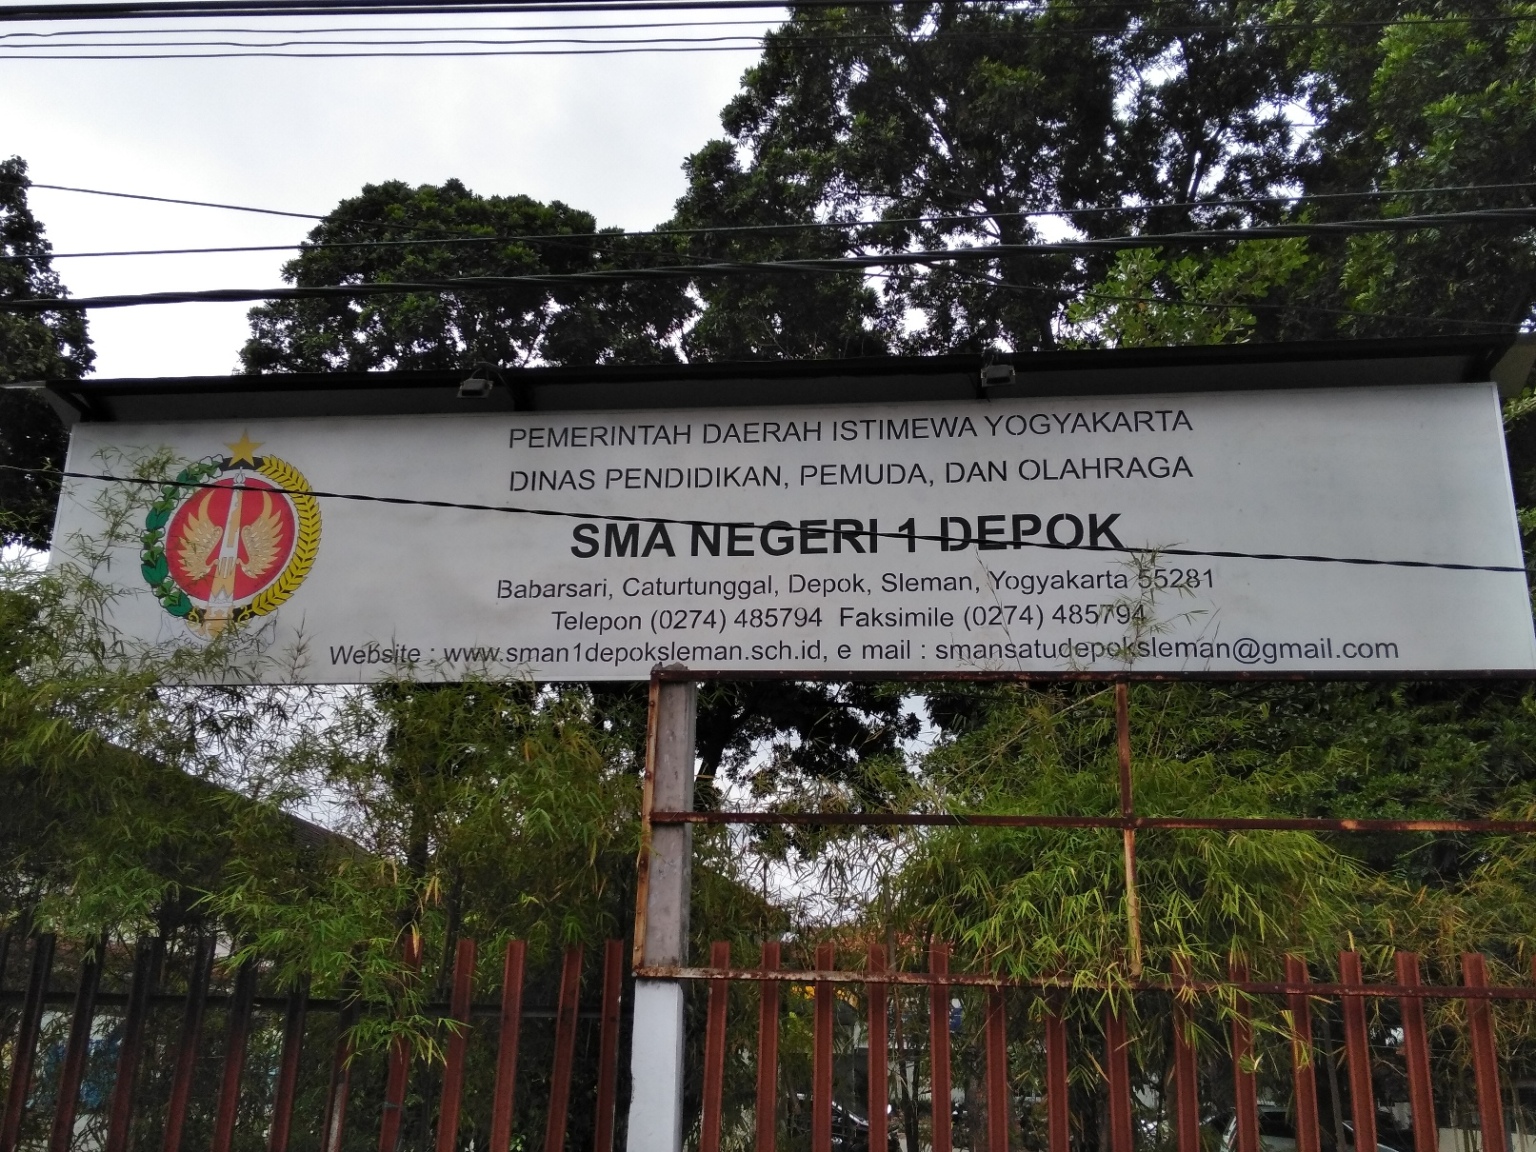 PEMERINTAH DAERAH ISTIMEWA YOGYAKARTA
DINAS PENDIDIKAN, PEMUDA, DAN OLAHRAGA
SMA NEGERI 1 DEPOK
Babarsari, Caturtunggal, Depok, Sleman, Yogyakarta 55281
Telepon (0274) 485794 Faksimile (0274) 485794
Website : www.sman1depoksleman.sch.id, e mail : smansatudepoksleman@gmail.com